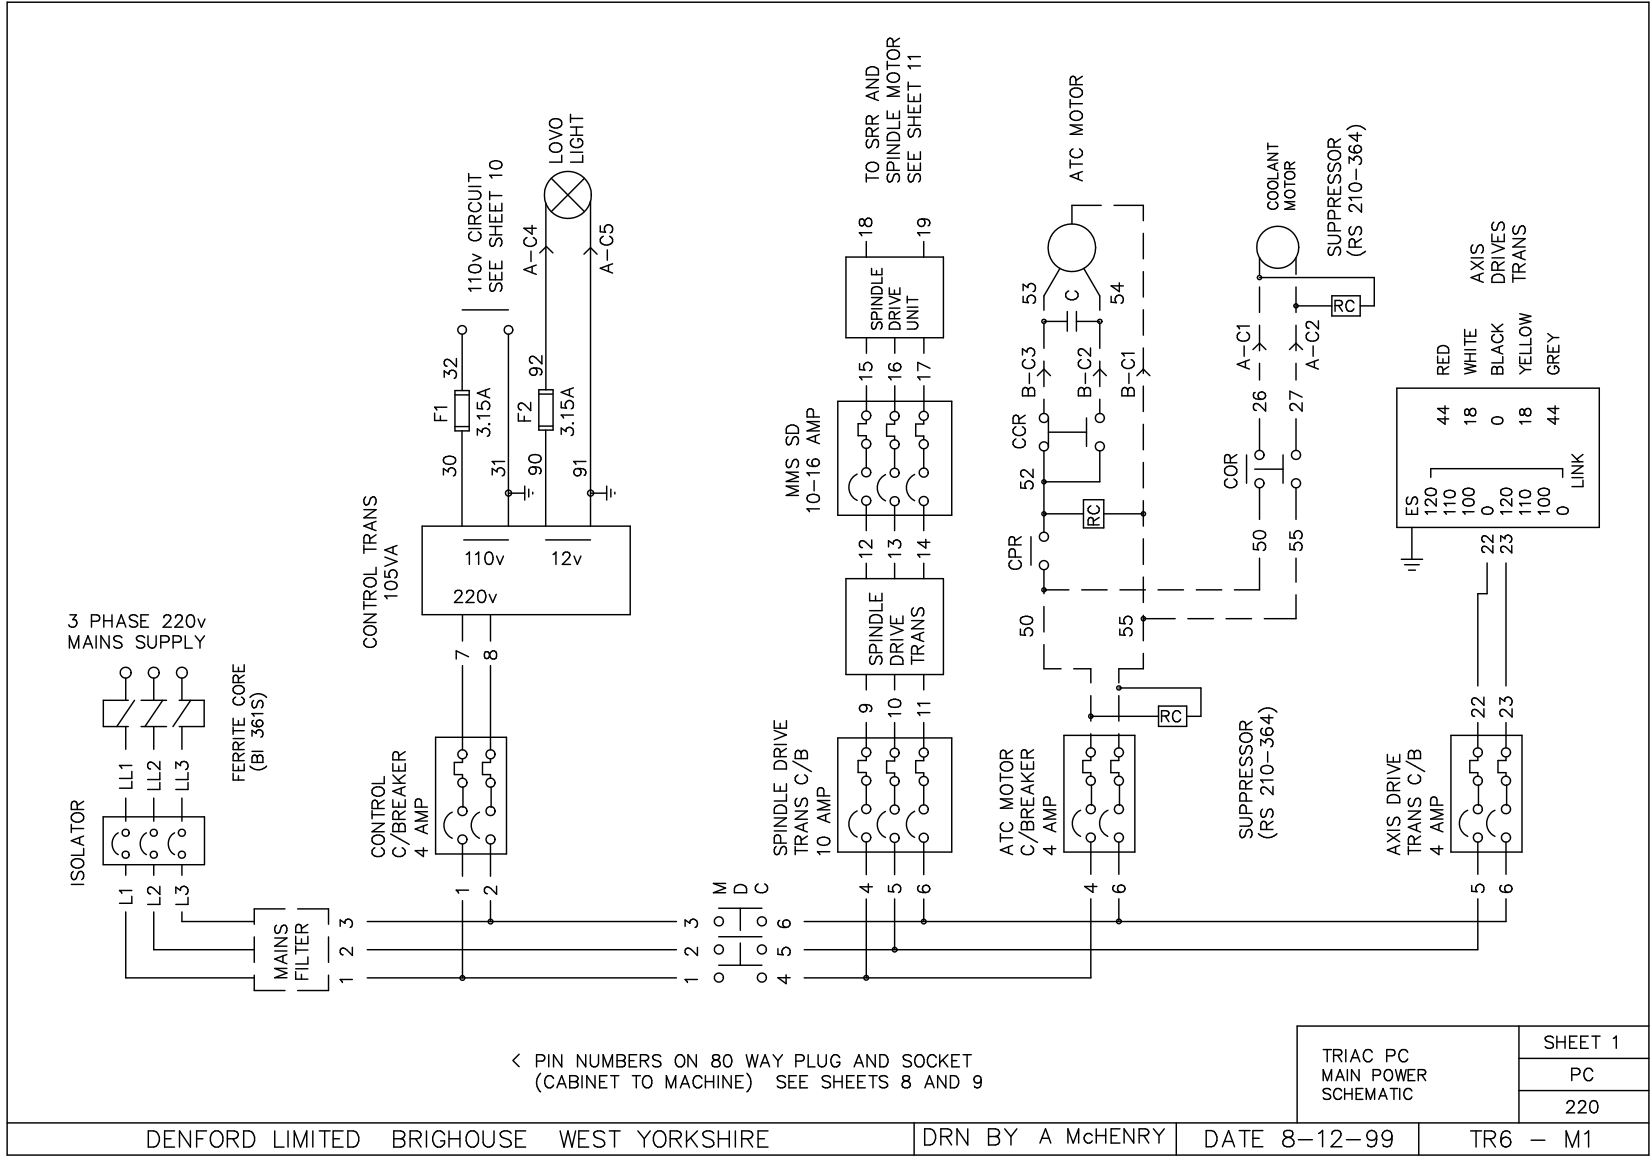 3 PHASE 220v
MAINS SUPPLY
FERRITE CORE
(BI 361S)
LL1
LL2
LL3
ISOLATOR
L1
L2
L3
MAINS
FILTER
1
2
3
CONTROL TRANS
105VA
110v
12v
220v
7
8
CONTROL
C/BREAKER
4 AMP
1
2
30
31
90
91
F1
3.15A
F2
3.15A
32
92
110v CIRCUIT
SEE SHEET 10
A-C4
A-C5
LOVO
LIGHT
3
2
1
M
D
C
6
5
4
TO SRR AND
SPINDLE MOTOR
SEE SHEET 11
18
19
SPINDLE
DRIVE
UNIT
15
16
17
MMS SD
10-16 AMP
12
13
14
SPINDLE
DRIVE
TRANS
9
10
11
SPINDLE DRIVE
TRANS C/B
10 AMP
4
5
6
ATC MOTOR
53
C
54
B-C3
B-C2
B-C1
CCR
52
RC
CPR
50
55
RC
ATC MOTOR
C/BREAKER
4 AMP
4
6
SUPPRESSOR
(RS 210-364)
COOLANT
MOTOR
SUPPRESSOR
(RS 210-364)
RC
A-C1
A-C2
26
27
COR
50
55
AXIS
DRIVES
TRANS
RED
WHITE
BLACK
YELLOW
GREY
44
18
0
18
44
ES
120
110
100
0
120
110
100
0
LINK
22
23
22
23
AXIS DRIVE
TRANS C/B
4 AMP
5
6
< PIN NUMBERS ON 80 WAY PLUG AND SOCKET
(CABINET TO MACHINE) SEE SHEETS 8 AND 9
TRIAC PC
MAIN POWER
SCHEMATIC
SHEET 1
PC
220
DENFORD LIMITED BRIGHOUSE WEST YORKSHIRE
DRN BY A McHENRY
DATE 8-12-99
TR6 - M1